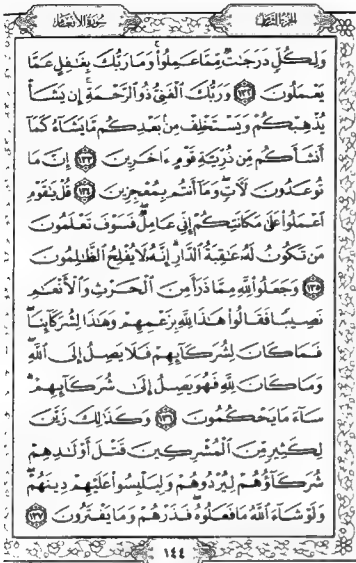 الجزء الثامن
سورة الأنعام
وَلِكُلٍّ دَرَجَٰتٌ مِّمَّا عَمِلُواْ وَمَا رَبُّكَ بِغَٰفِلٍ عَمَّا
يَعْمَلُونَ ١٣٢ وَرَبُّكَ ٱلْغَنِيُّ ذُو ٱلرَّحْمَةِ إِن يَشَأْ
يُذْهِبْكُمْ وَيَسْتَخْلِفْ مِنۢ بَعْدِكُم مَّا يَشَآءُ كَمَآ
أَنشَأَكُم مِّن ذُرِّيَّةِ قَوْمٍ ءَاخَرِينَ ١٣٣ إِنَّ مَا
تُوعَدُونَ لَأٓتٍ وَمَآ أَنتُم بِمُعْجِزِينَ ١٣٤ قُلْ يَٰقَوْمِ
ٱعْمَلُواْ عَلَىٰ مَكَانَتِكُمْ إِنِّي عَامِلٌ فَسَوْفَ تَعْلَمُونَ
مَن تَكُونُ لَهُۥ عَٰقِبَةُ ٱلدَّارِ إِنَّهُۥ لَا يُفْلِحُ ٱلظَّٰلِمُونَ
١٣٥ وَجَعَلُواْ لِلَّهِ مِمَّا ذَرَأَ مِنَ ٱلْحَرْثِ وَٱلْأَنْعَٰمِ
نَصِيبًا فَقَالُواْ هَٰذَا لِلَّهِ بِزَعْمِهِمْ وَهَٰذَا لِشُرَكَآئِنَا
فَمَا كَانَ لِشُرَكَآئِهِمْ فَلَا يَصِلُ إِلَى ٱللَّهِ
وَمَا كَانَ لِلَّهِ فَهُوَ يَصِلُ إِلَىٰ شُرَكَآئِهِمْ
سَآءَ مَا يَحْكُمُونَ ١٣٦ وَكَذَٰلِكَ زَيَّنَ
لِكَثِيرٍ مِّنَ ٱلْمُشْرِكِينَ قَتْلَ أَوْلَٰدِهِمْ
شُرَكَآؤُهُمْ لِيُرْدُوهُمْ وَلِيَلْبِسُواْ عَلَيْهِمْ دِينَهُمْ
وَلَوْ شَآءَ ٱللَّهُ مَا فَعَلُوهُ فَذَرْهُمْ وَمَا يَفْتَرُونَ ١٣٧
١٤٤